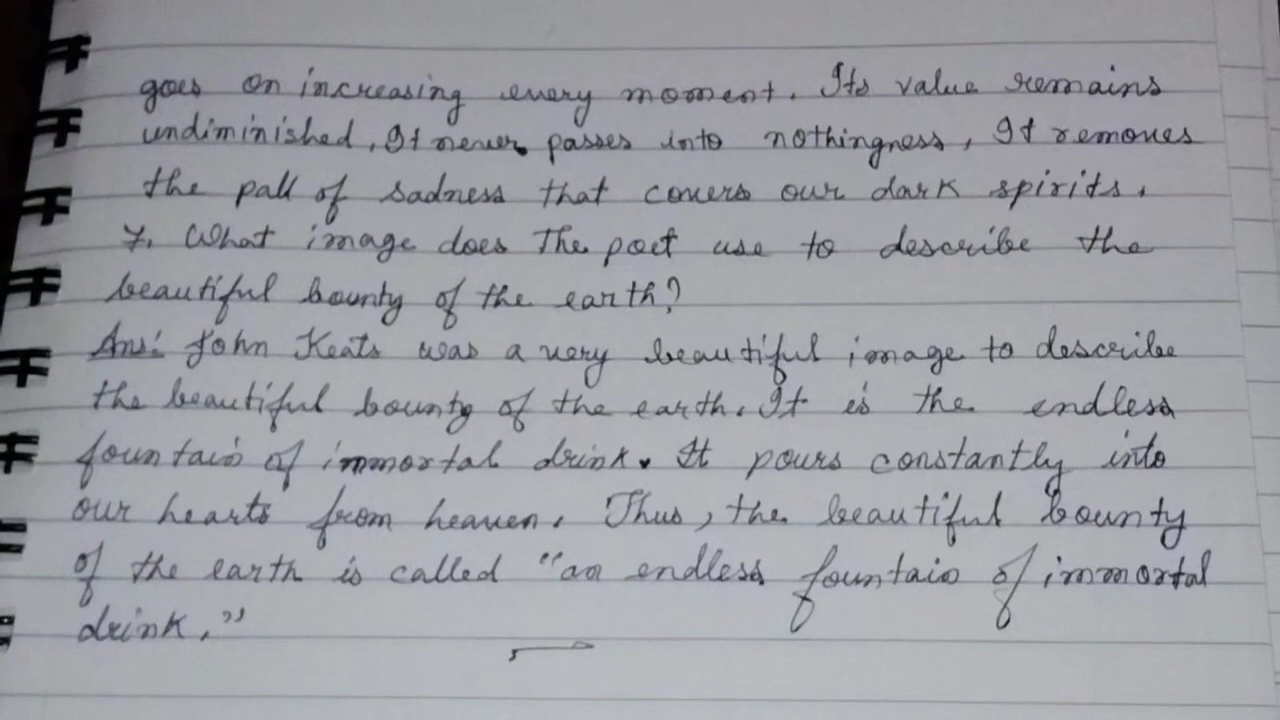 goes on increasing every moment. Its value remains
undiminished, It never passes into nothingness, It removes
the pall of sadness that covers our dark spirits.
7. What image does The poet use to describe the
beautiful bounty of the earth?
Ans: John Keats was a very beautiful image to describe
the beautiful bounty of the earth. It is the endless
fountain of immortal drink. It pours constantly into
our hearts from heaven. Thus, the beautiful bounty
of the earth is called "an endless fountain of immortal
drink."